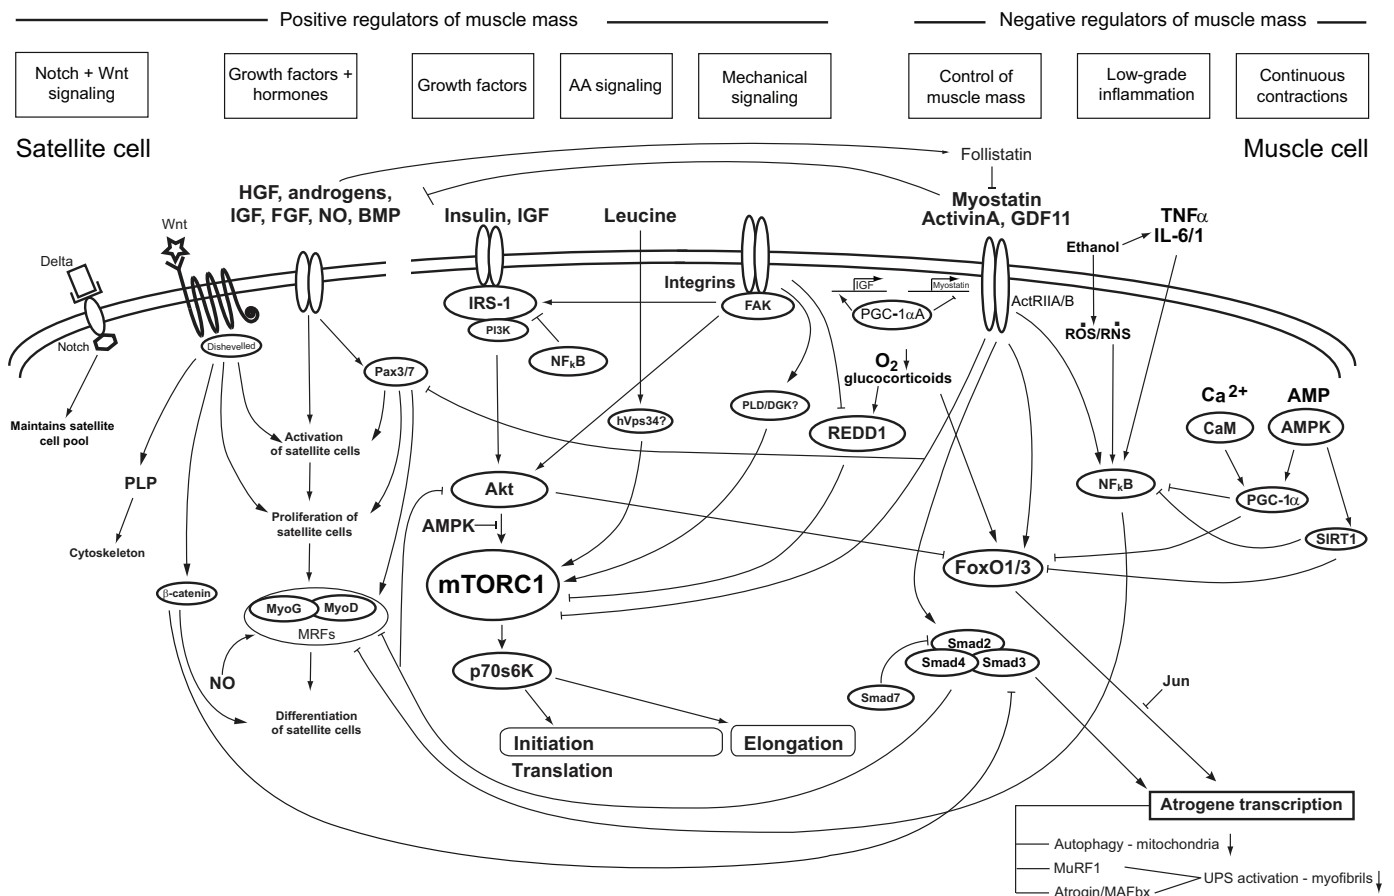 Positive regulators of muscle mass
Negative regulators of muscle mass
Notch + Wnt
signaling
Growth factors +
hormones
Growth factors
AA signaling
Mechanical
signaling
Control of
muscle mass
Low-grade
inflammation
Continuous
contractions
Satellite cell
Muscle cell
Follistatin
HGF, androgens,
IGF, FGF, NO, BMP
Insulin, IGF
Leucine
Myostatin
ActivinA, GDF11
TNFα
IL-6/1
Ethanol
Wnt
Delta
Notch
Dishevelled
Integrins
IRS-1
PI3K
NFkB
FAK
IGF
Myostatin
PGC-1αA
ActRIIA/B
ROS/RNS
O2
glucocorticoids
Pax3/7
hVps34?
PLD/DGK?
REDD1
Ca 2+
CaM
AMP
AMPK
Maintains satellite
cell pool
Activation
of satellite cells
PLP
Akt
NFkB
PGC-1α
Proliferation of
satellite cells
AMPK
SIRT1
Cytoskeleton
mTORC1
FoxO1/3
β-catenin
MyoG
MyoD
MRFs
Smad2
Smad4
Smad3
Smad7
NO
p70s6K
Jun
Differentiation
of satellite cells
Initiation
Elongation
Translation
Atrogene transcription
Autophagy - mitochondria
MuRF1
UPS activation - myofibrils
Atrogin/MAFbx